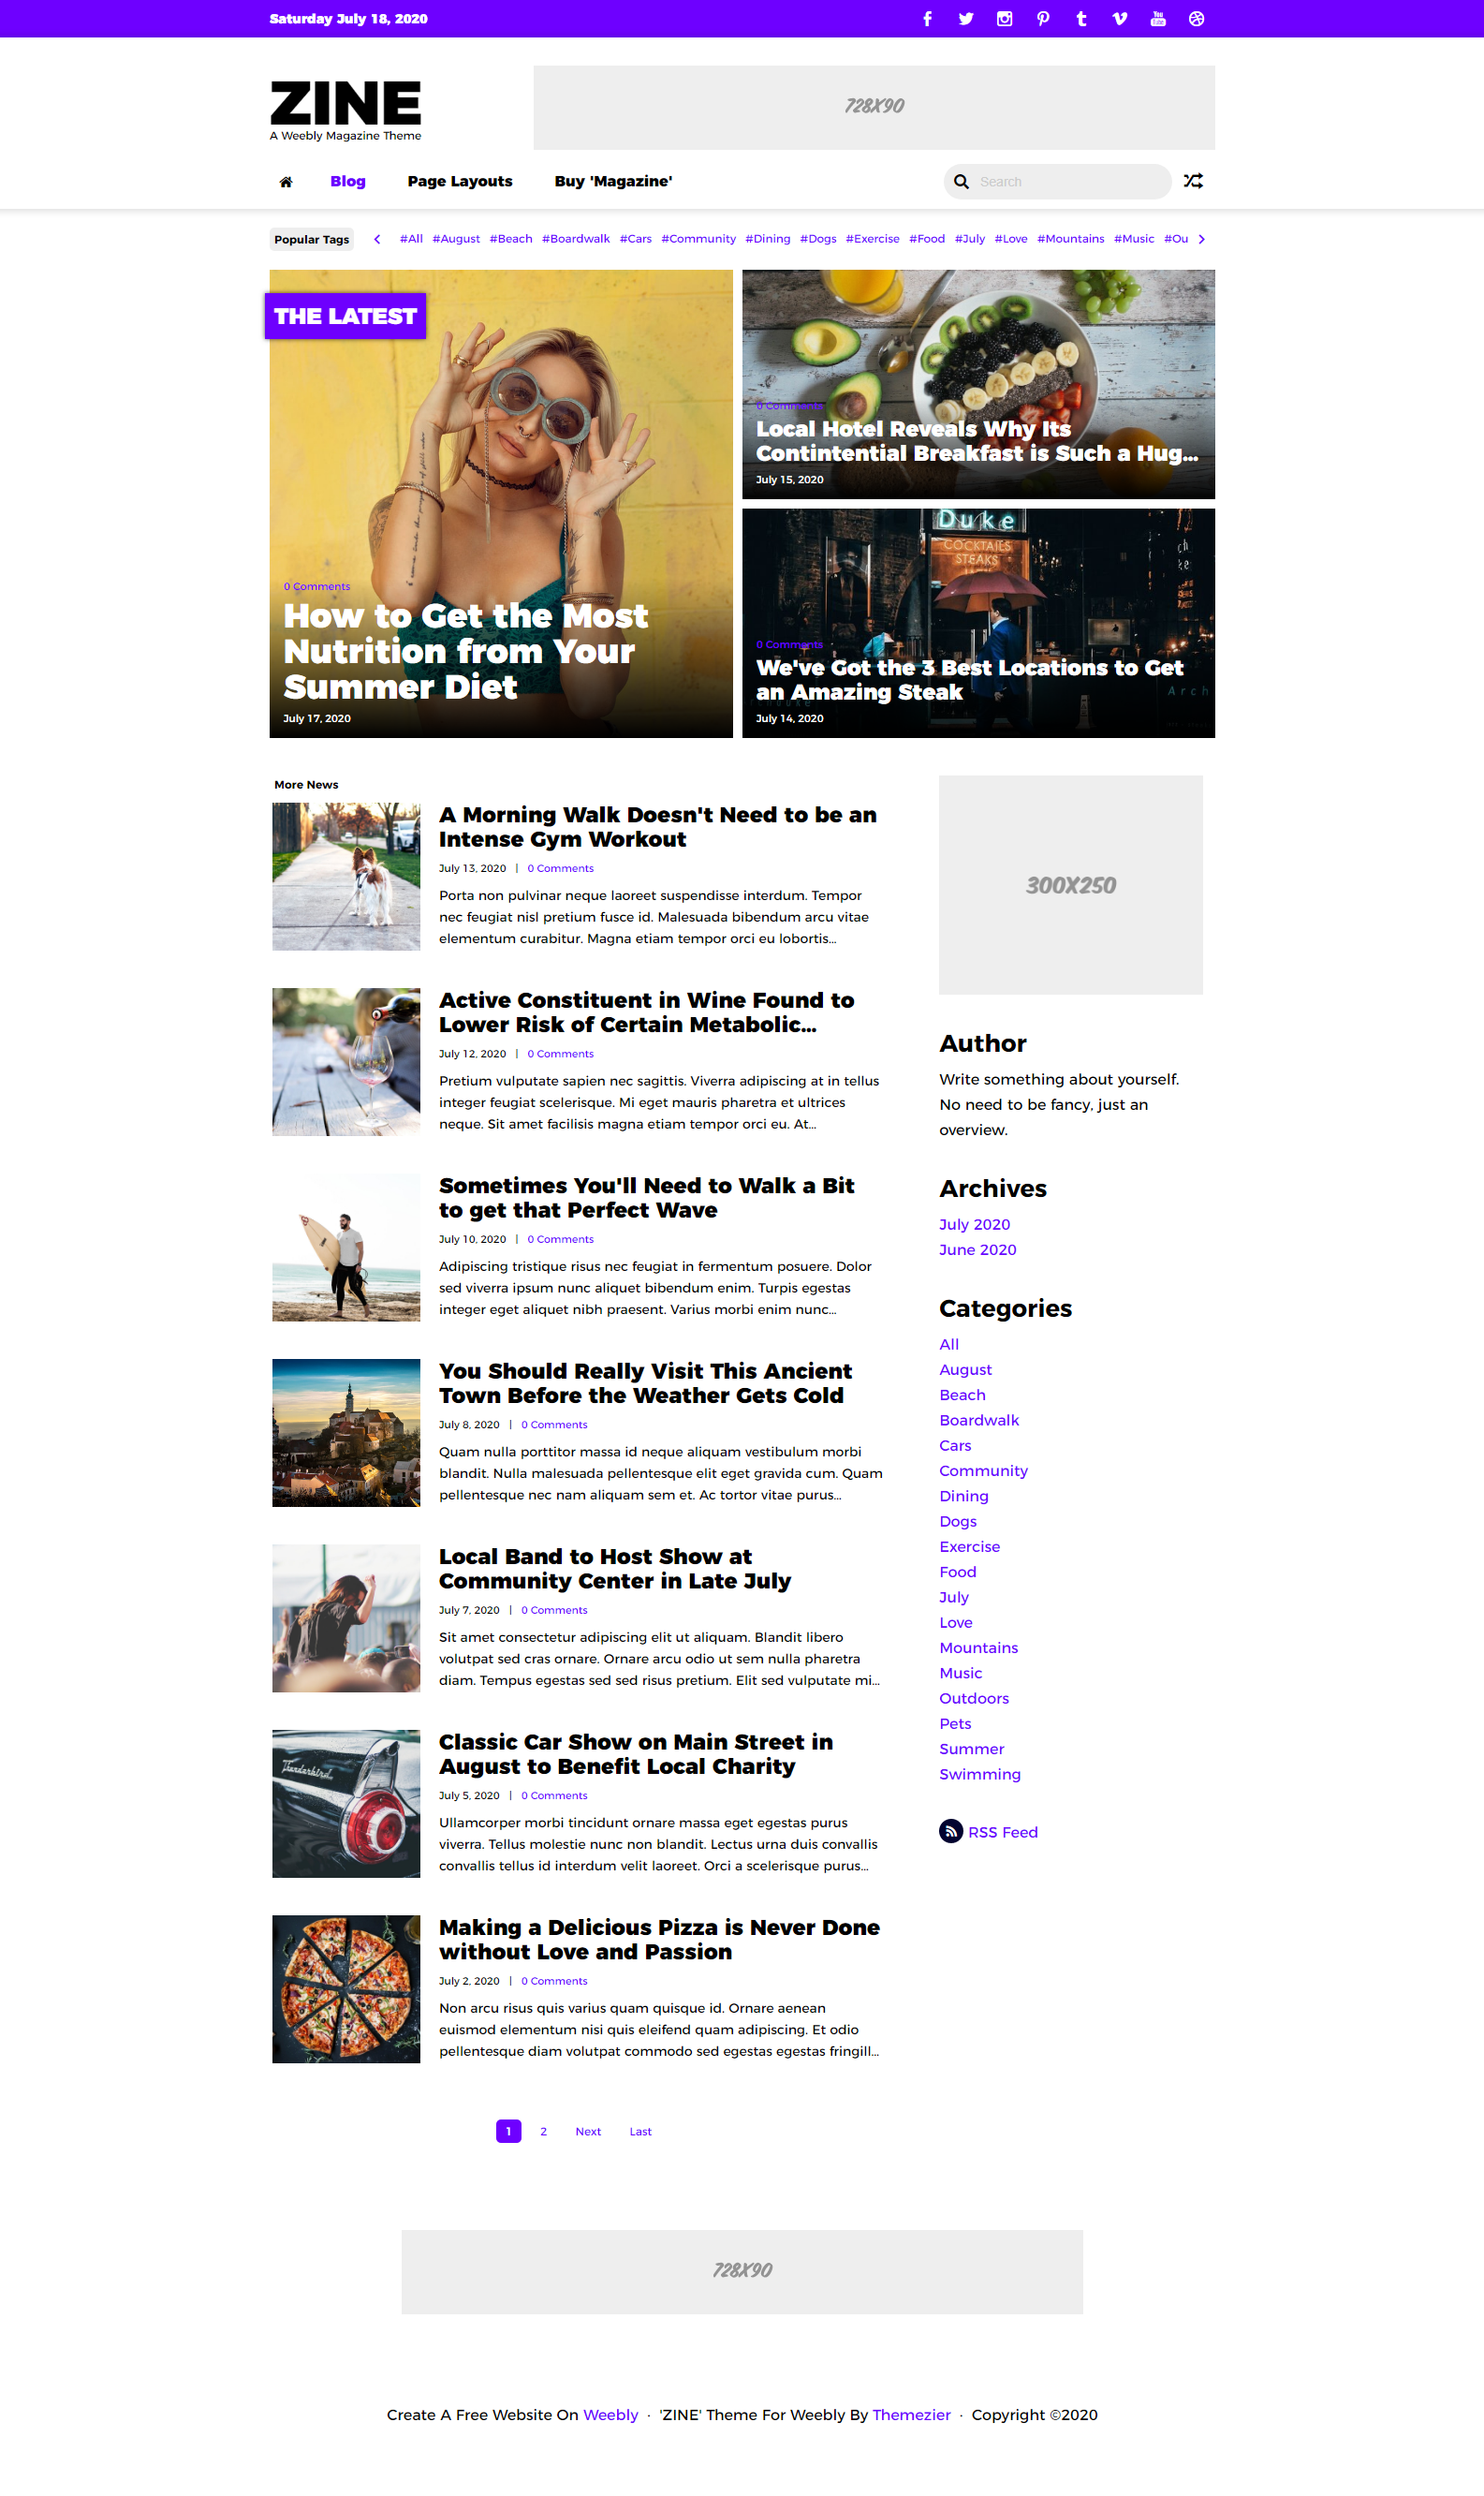 Saturday July 18, 2020
ZINE
A Weebly Magazine Theme
728X90
Blog
Page Layouts
Buy 'Magazine'
Search
Popular Tags
#All #August #Beach #Boardwalk #Cars #Community #Dining #Dogs #Exercise #Food #July #Love #Mountains #Music #Ou
THE LATEST
0 Comments
How to Get the Most
Nutrition from Your
Summer Diet
July 17, 2020
0 Comments
Local Hotel Reveals Why Its
Contintential Breakfast is Such a Hug...
July 15, 2020
Duke
COCKTAILS
STEAKS
0 Comments
We've Got the 3 Best Locations to Get
an Amazing Steak
July 14, 2020
More News
A Morning Walk Doesn't Need to be an
Intense Gym Workout
July 13, 2020 | 0 Comments
Porta non pulvinar neque laoreet suspendisse interdum. Tempor
nec feugiat nisl pretium fusce id. Malesuada bibendum arcu vitae
elementum curabitur. Magna etiam tempor orci eu lobortis...
Active Constituent in Wine Found to
Lower Risk of Certain Metabolic...
July 12, 2020 | 0 Comments
Pretium vulputate sapien nec sagittis. Viverra adipiscing at in tellus
integer feugiat scelerisque. Mi eget mauris pharetra et ultrices
neque. Sit amet facilisis magna etiam tempor orci eu. At...
Sometimes You'll Need to Walk a Bit
to get that Perfect Wave
July 10, 2020 | 0 Comments
Adipiscing tristique risus nec feugiat in fermentum posuere. Dolor
sed viverra ipsum nunc aliquet bibendum enim. Turpis egestas
integer eget aliquet nibh praesent. Varius morbi enim nunc...
You Should Really Visit This Ancient
Town Before the Weather Gets Cold
July 8, 2020 | 0 Comments
Quam nulla porttitor massa id neque aliquam vestibulum morbi
blandit. Nulla malesuada pellentesque elit eget gravida cum. Quam
pellentesque nec nam aliquam sem et. Ac tortor vitae purus...
Local Band to Host Show at
Community Center in Late July
July 7, 2020 | 0 Comments
Sit amet consectetur adipiscing elit ut aliquam. Blandit libero
volutpat sed cras ornare. Ornare arcu odio ut sem nulla pharetra
diam. Tempus egestas sed sed risus pretium. Elit sed vulputate mi...
Thunderbird
Classic Car Show on Main Street in
August to Benefit Local Charity
July 5, 2020 | 0 Comments
Ullamcorper morbi tincidunt ornare massa eget egestas purus
viverra. Tellus molestie nunc non blandit. Lectus urna duis convallis
convallis tellus id interdum velit laoreet. Orci a scelerisque purus...
Making a Delicious Pizza is Never Done
without Love and Passion
July 2, 2020 | 0 Comments
Non arcu risus quis varius quam quisque id. Ornare aenean
euismod elementum nisi quis eleifend quam adipiscing. Et odio
pellentesque diam volutpat commodo sed egestas egestas fringill...
1 2 Next Last
300X250
Author
Write something about yourself.
No need to be fancy, just an
overview.
Archives
July 2020
June 2020
Categories
All
August
Beach
Boardwalk
Cars
Community
Dining
Dogs
Exercise
Food
July
Love
Mountains
Music
Outdoors
Pets
Summer
Swimming
RSS Feed
728X90
Create A Free Website On Weebly · 'ZINE' Theme For Weebly By Themezier · Copyright ©2020